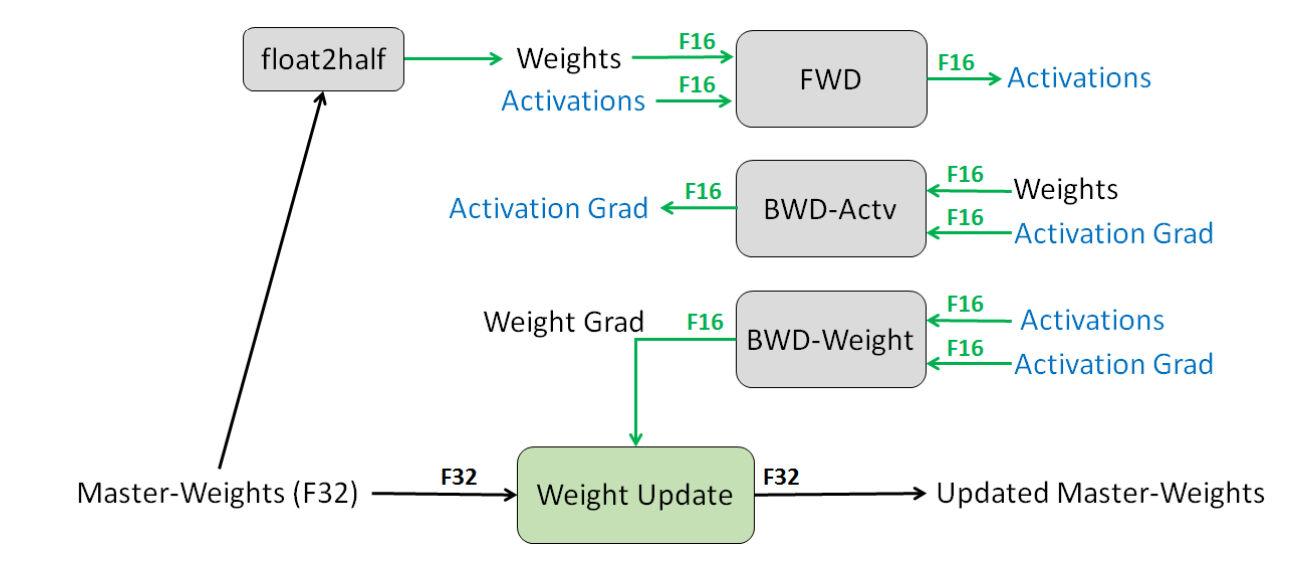 float2half
Weights
F16
Activations
F16
FWD
F16
Activations
Activation Grad
F16
BWD-Actv
F16
Weights
F16
Activation Grad
Weight Grad
F16
BWD-Weight
F16
Activations
F16
Activation Grad
Master-Weights (F32)
F32
Weight Update
F32
Updated Master-Weights